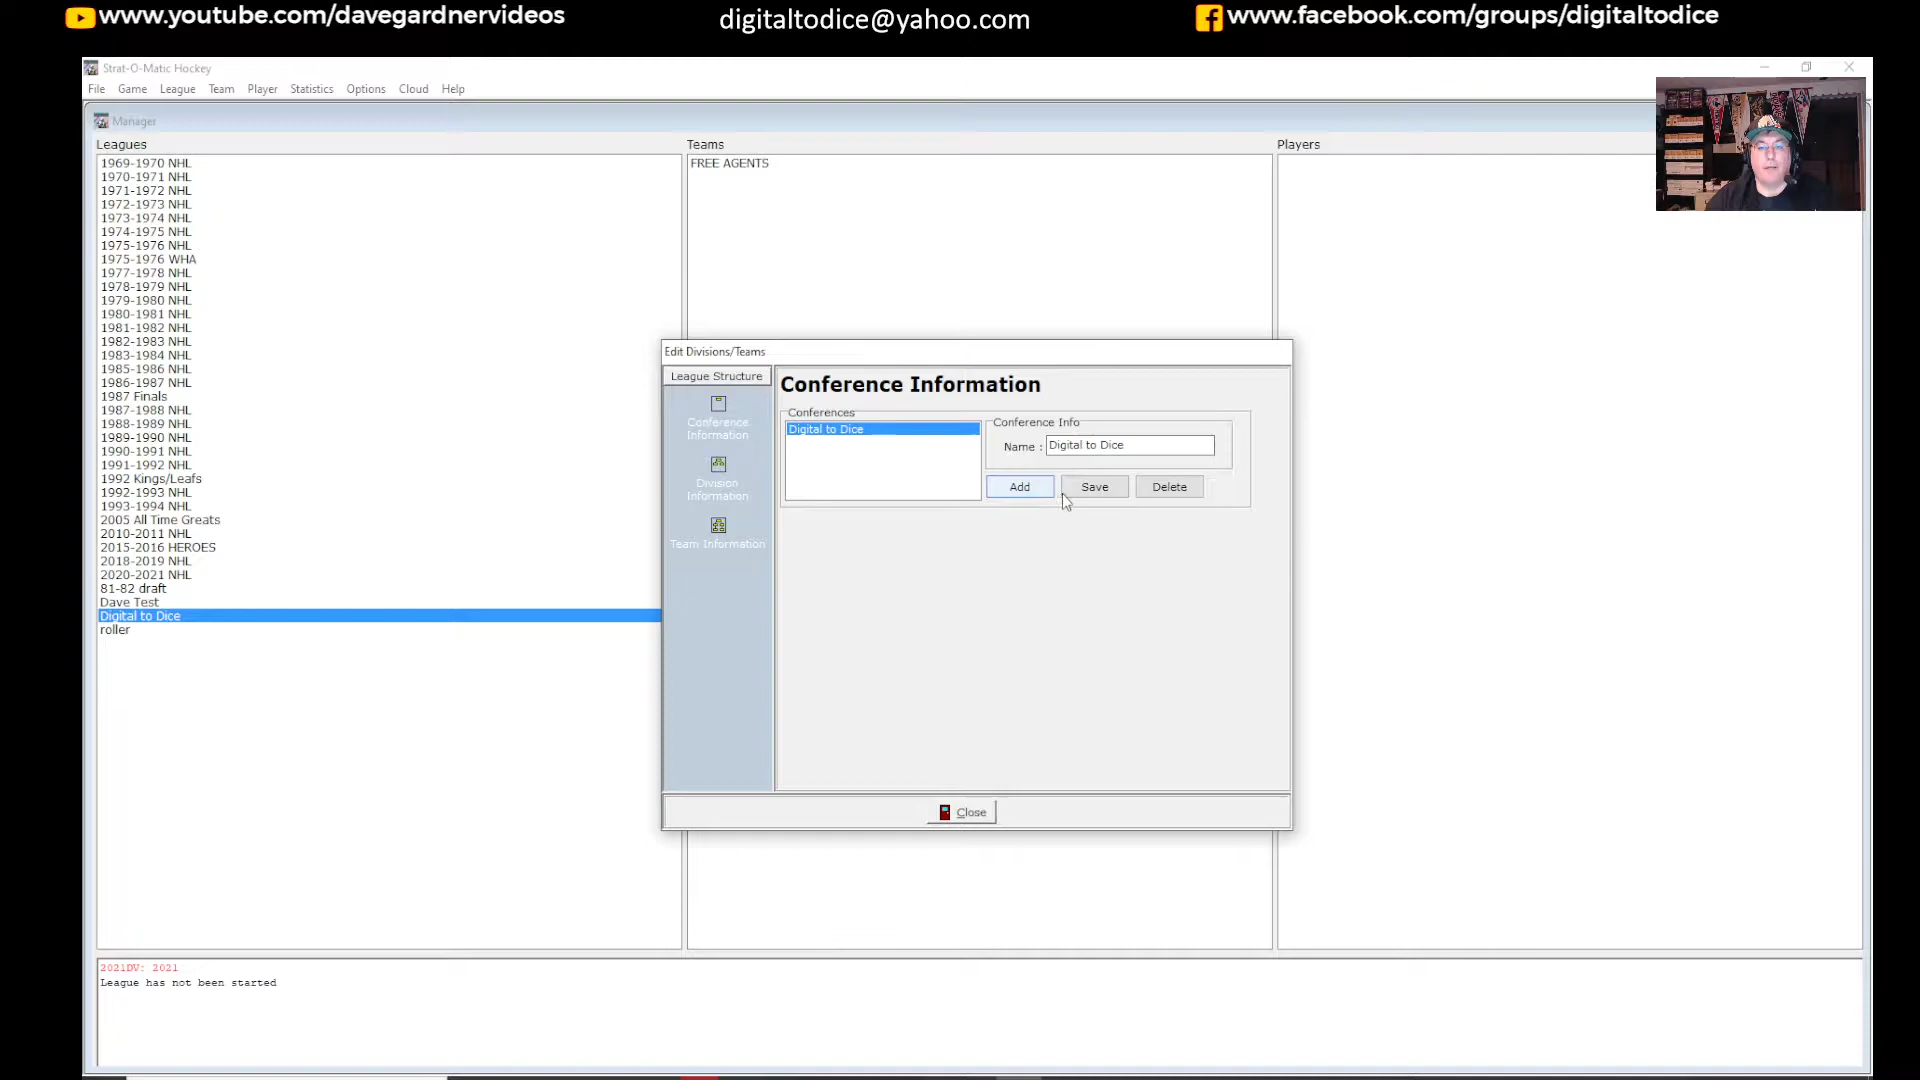 www.youtube.com/davegardnervideos
digitaltodice@yahoo.com
www.facebook.com/groups/digitaltodice
Strat-O-Matic Hockey
File Game League Team Player Statistics Options Cloud Help
Manager
Leagues
1969-1970 NHL
1970-1971 NHL
1971-1972 NHL
1972-1973 NHL
1973-1974 NHL
1974-1975 NHL
1975-1976 NHL
1975-1976 WHA
1977-1978 NHL
1978-1979 NHL
1979-1980 NHL
1980-1981 NHL
1981-1982 NHL
1982-1983 NHL
1983-1984 NHL
1985-1986 NHL
1986-1987 NHL
1987 Finals
1987-1988 NHL
1988-1989 NHL
1989-1990 NHL
1990-1991 NHL
1991-1992 NHL
1992 Kings/Leafs
1992-1993 NHL
1993-1994 NHL
2005 All Time Greats
2010-2011 NHL
2015-2016 HEROES
2018-2019 NHL
2020-2021 NHL
81-82 draft
Dave Test
Digital to Dice
roller
Teams
FREE AGENTS
Players
Edit Divisions/Teams
League Structure
Conference
Information
Division
Information
Team Information
Conference Information
Conferences
Digital to Dice
Conference Info
Name : Digital to Dice
Add Save Delete
Close
2021DV: 2021
League has not been started